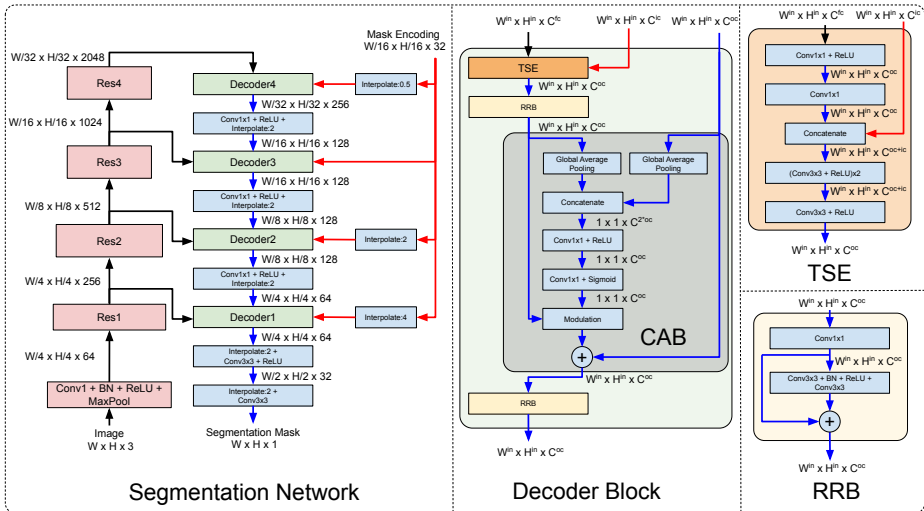 Mask Encoding
W/16 x H/16 x 32
W/32 x H/32 x 2048
Res4
Decoder4
Interpolate:0.5
W/32 x H/32 x 256
Conv1x1 + ReLU +
Interpolate:2
W/16 x H/16 x 1024
W/16 x H/16 x 128
Res3
Decoder3
W/16 x H/16 x 128
Conv1x1 + ReLU +
Interpolate:2
W/8 x H/8 x 512
W/8 x H/8 x 128
Res2
Decoder2
Interpolate:2
W/8 x H/8 x 128
Conv1x1 + ReLU +
Interpolate:2
W/4 x H/4 x 256
W/4 x H/4 x 64
Res1
Decoder1
Interpolate:4
W/4 x H/4 x 64
W/4 x H/4 x 64
Interpolate:2 +
Conv3x3 + ReLU
W/2 x H/2 x 32
Conv1 + BN + ReLU +
MaxPool
Interpolate:2 +
Conv3x3
Image
W x H x 3
Segmentation Mask
W x H x 1
Segmentation Network
W^in x H^in x C^fc
W^in x H^in x C^ic
W^in x H^in x C^oc
TSE
W^in x H^in x C^oc
RRB
W^in x H^in x C^oc
Global Average
Pooling
Global Average
Pooling
Concatenate
1 x 1 x C^2*oc
Conv1x1 + ReLU
1 x 1 x C^oc
Conv1x1 + Sigmoid
1 x 1 x C^oc
Modulation
CAB
+
W^in x H^in x C^oc
RRB
W^in x H^in x C^oc
Decoder Block
W^in x H^in x C^fc
W^in x H^in x C^ic
Conv1x1 + ReLU
W^in x H^in x C^oc
Conv1x1
W^in x H^in x C^oc
Concatenate
W^in x H^in x C^oc+ic
(Conv3x3 + ReLU)x2
W^in x H^in x C^oc+ic
Conv3x3 + ReLU
W^in x H^in x C^oc
TSE
W^in x H^in x C^oc
Conv1x1
W^in x H^in x C^oc
Conv3x3 + BN + ReLU +
Conv3x3
+
W^in x H^in x C^oc
RRB